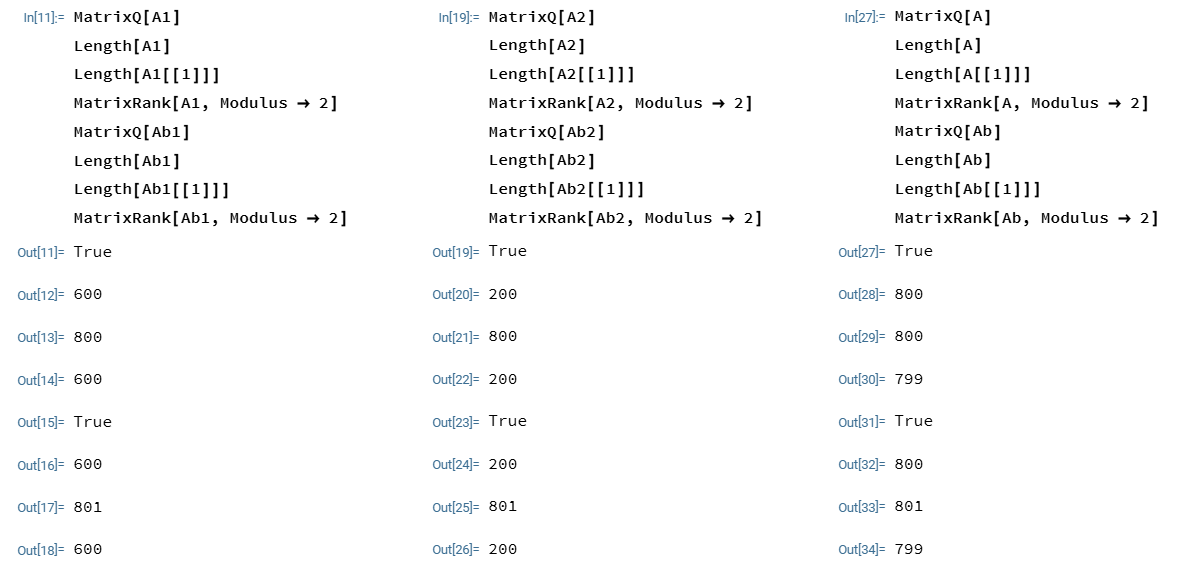 In[11]:= MatrixQ[A1]
Length[A1]
Length[A1[[1]]]
MatrixRank[A1, Modulus → 2]
MatrixQ[Ab1]
Length[Ab1]
Length[Ab1[[1]]]
MatrixRank[Ab1, Modulus → 2]
Out[11]= True
Out[12]= 600
Out[13]= 800
Out[14]= 600
Out[15]= True
Out[16]= 600
Out[17]= 801
Out[18]= 600
In[19]:= MatrixQ[A2]
Length[A2]
Length[A2[[1]]]
MatrixRank[A2, Modulus → 2]
MatrixQ[Ab2]
Length[Ab2]
Length[Ab2[[1]]]
MatrixRank[Ab2, Modulus → 2]
Out[19]= True
Out[20]= 200
Out[21]= 800
Out[22]= 200
Out[23]= True
Out[24]= 200
Out[25]= 801
Out[26]= 200
In[27]:= MatrixQ[A]
Length[A]
Length[A[[1]]]
MatrixRank[A, Modulus → 2]
MatrixQ[Ab]
Length[Ab]
Length[Ab[[1]]]
MatrixRank[Ab, Modulus → 2]
Out[27]= True
Out[28]= 800
Out[29]= 800
Out[30]= 799
Out[31]= True
Out[32]= 800
Out[33]= 801
Out[34]= 799